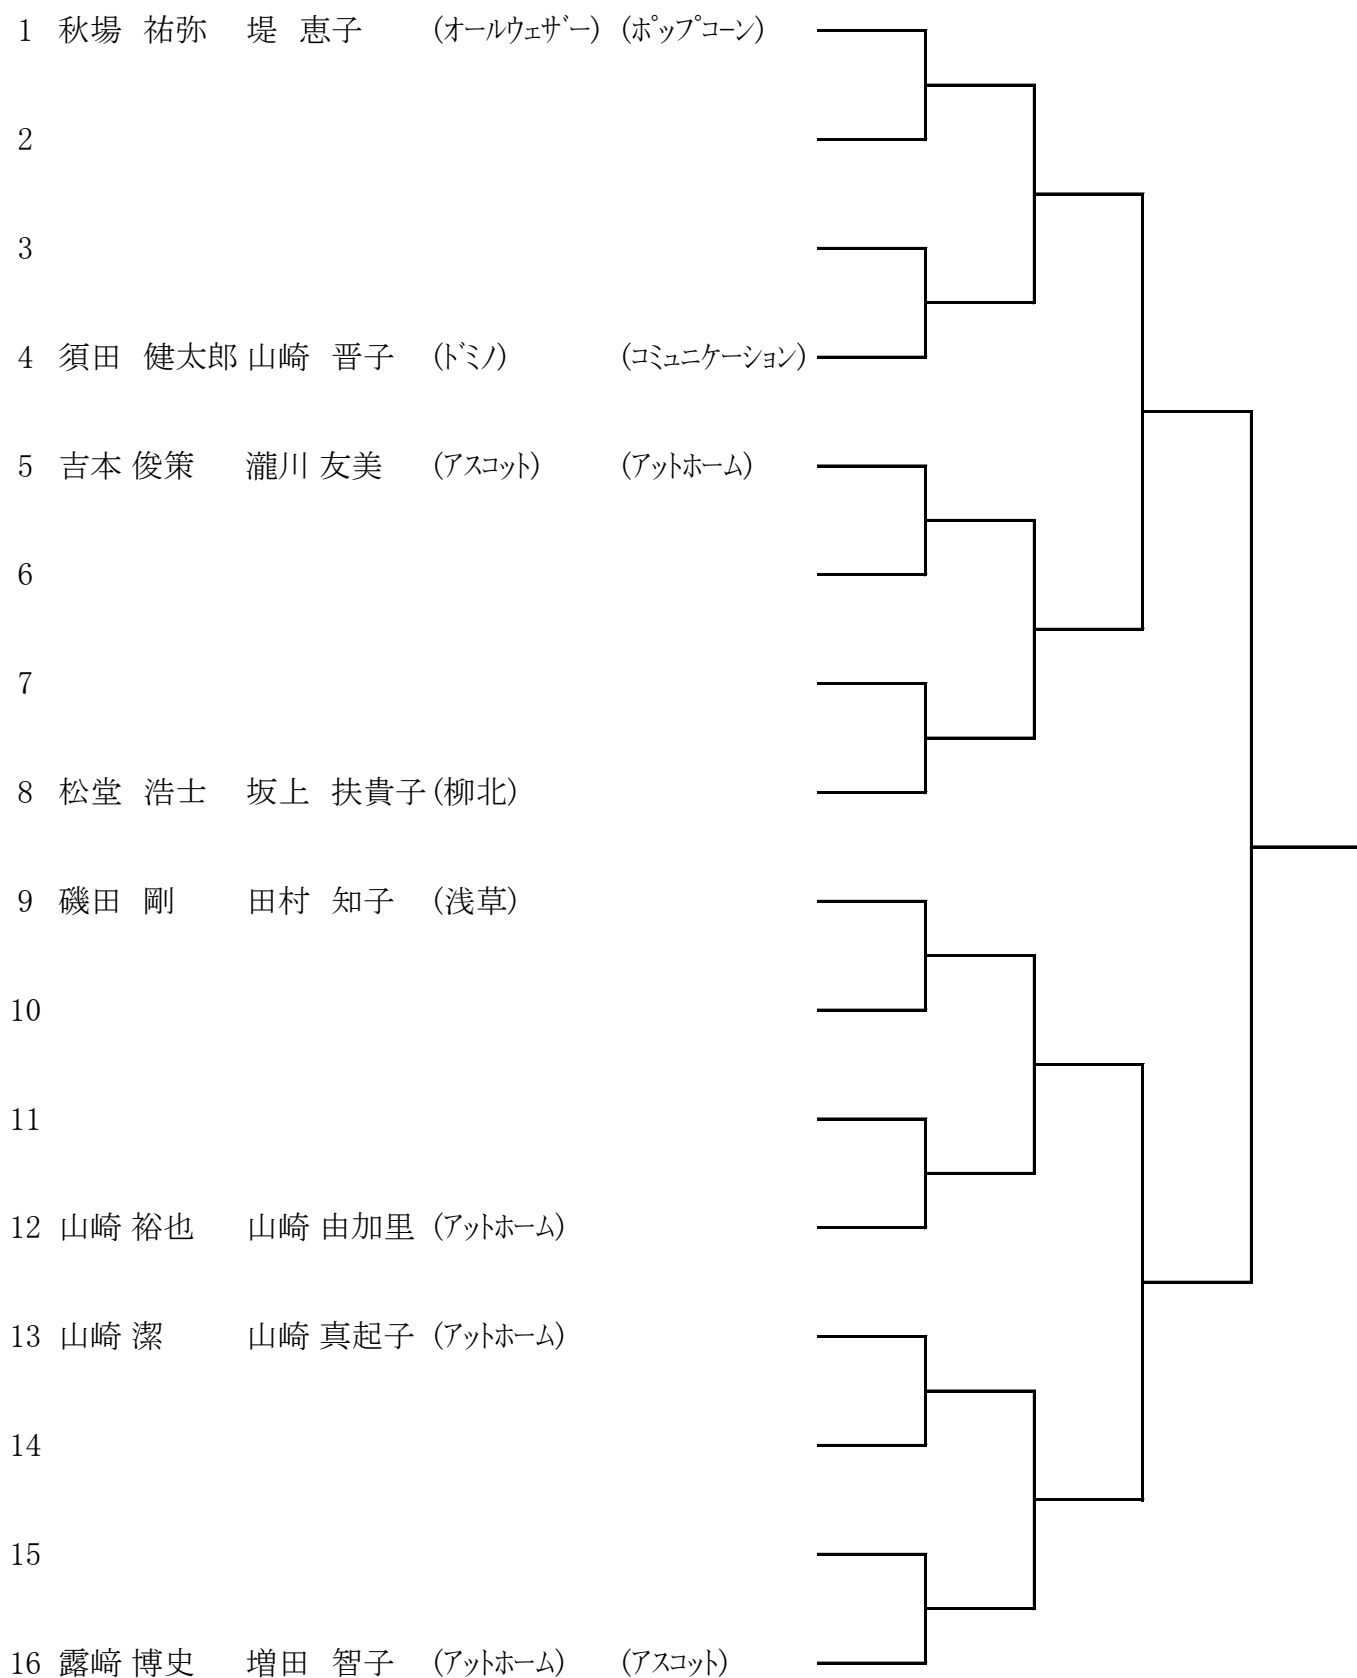 1 秋場 祐弥 堤 恵子 (オールウェザー) (ポップコーン)
2
3
4 須田 健太郎 山崎 晋子 (ドミノ) (コミュニケーション)
5 吉本 俊策 瀧川 友美 (アスコット) (アットホーム)
6
7
8 松堂 浩士 坂上 扶貴子 (柳北)
9 磯田 剛 田村 知子 (浅草)
10
11
12 山崎 裕也 山崎 由加里 (アットホーム)
13 山崎 潔 山崎 真起子 (アットホーム)
14
15
16 露﨑 博史 増田 智子 (アットホーム) (アスコット)